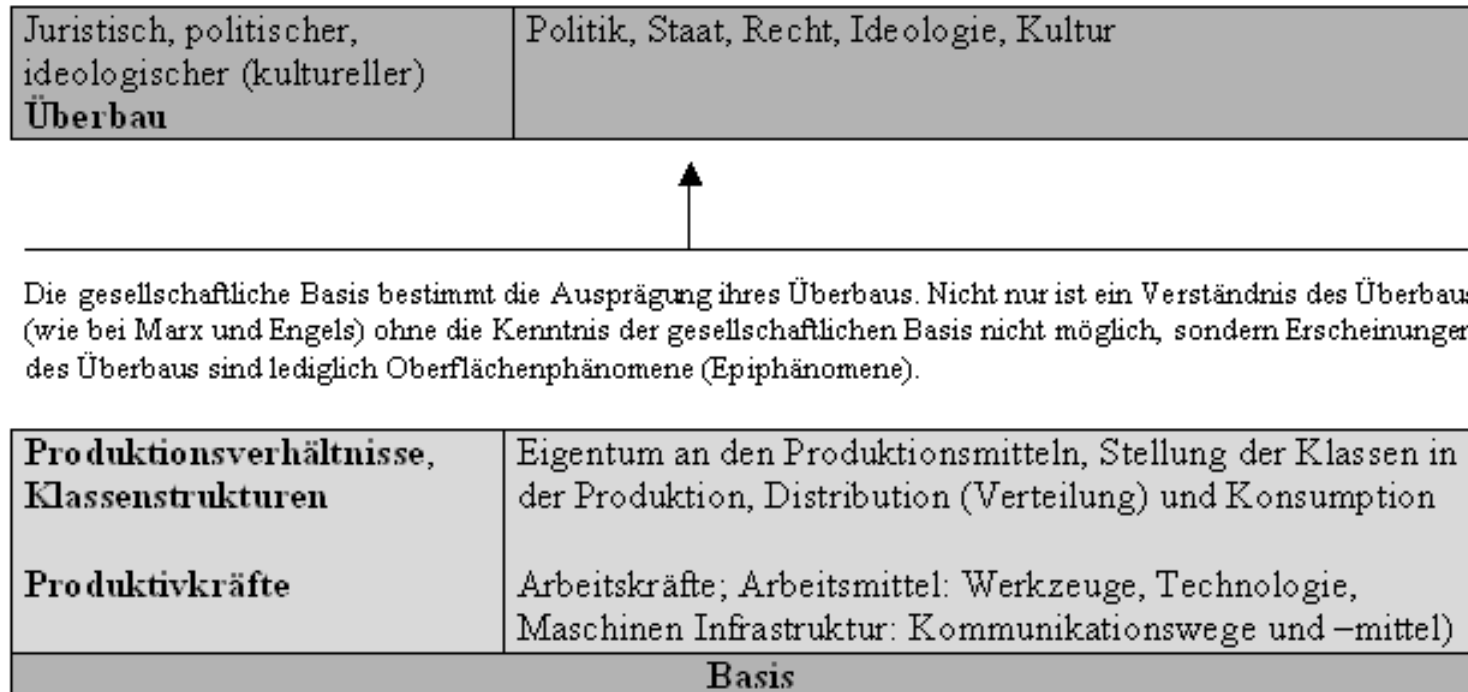 Juristisch, politischer,
ideologischer (kultureller)
Überbau
Politik, Staat, Recht, Ideologie, Kultur
Die gesellschaftliche Basis bestimmt die Ausprägung ihres Überbaus. Nicht nur ist ein Verständnis des Überbaus
(wie bei Marx und Engels) ohne die Kenntnis der gesellschaftlichen Basis nicht möglich, sondern Erscheinungen
des Überbaus sind lediglich Oberflächenphänomene (Epiphänomene).
Produktionsverhältnisse,
Klassenstrukturen
Eigentum an den Produktionsmitteln, Stellung der Klassen in
der Produktion, Distribution (Verteilung) und Konsumption
Produktivkräfte
Arbeitskräfte; Arbeitsmittel: Werkzeuge, Technologie,
Maschinen Infrastruktur: Kommunikationswege und –mittel)
Basis